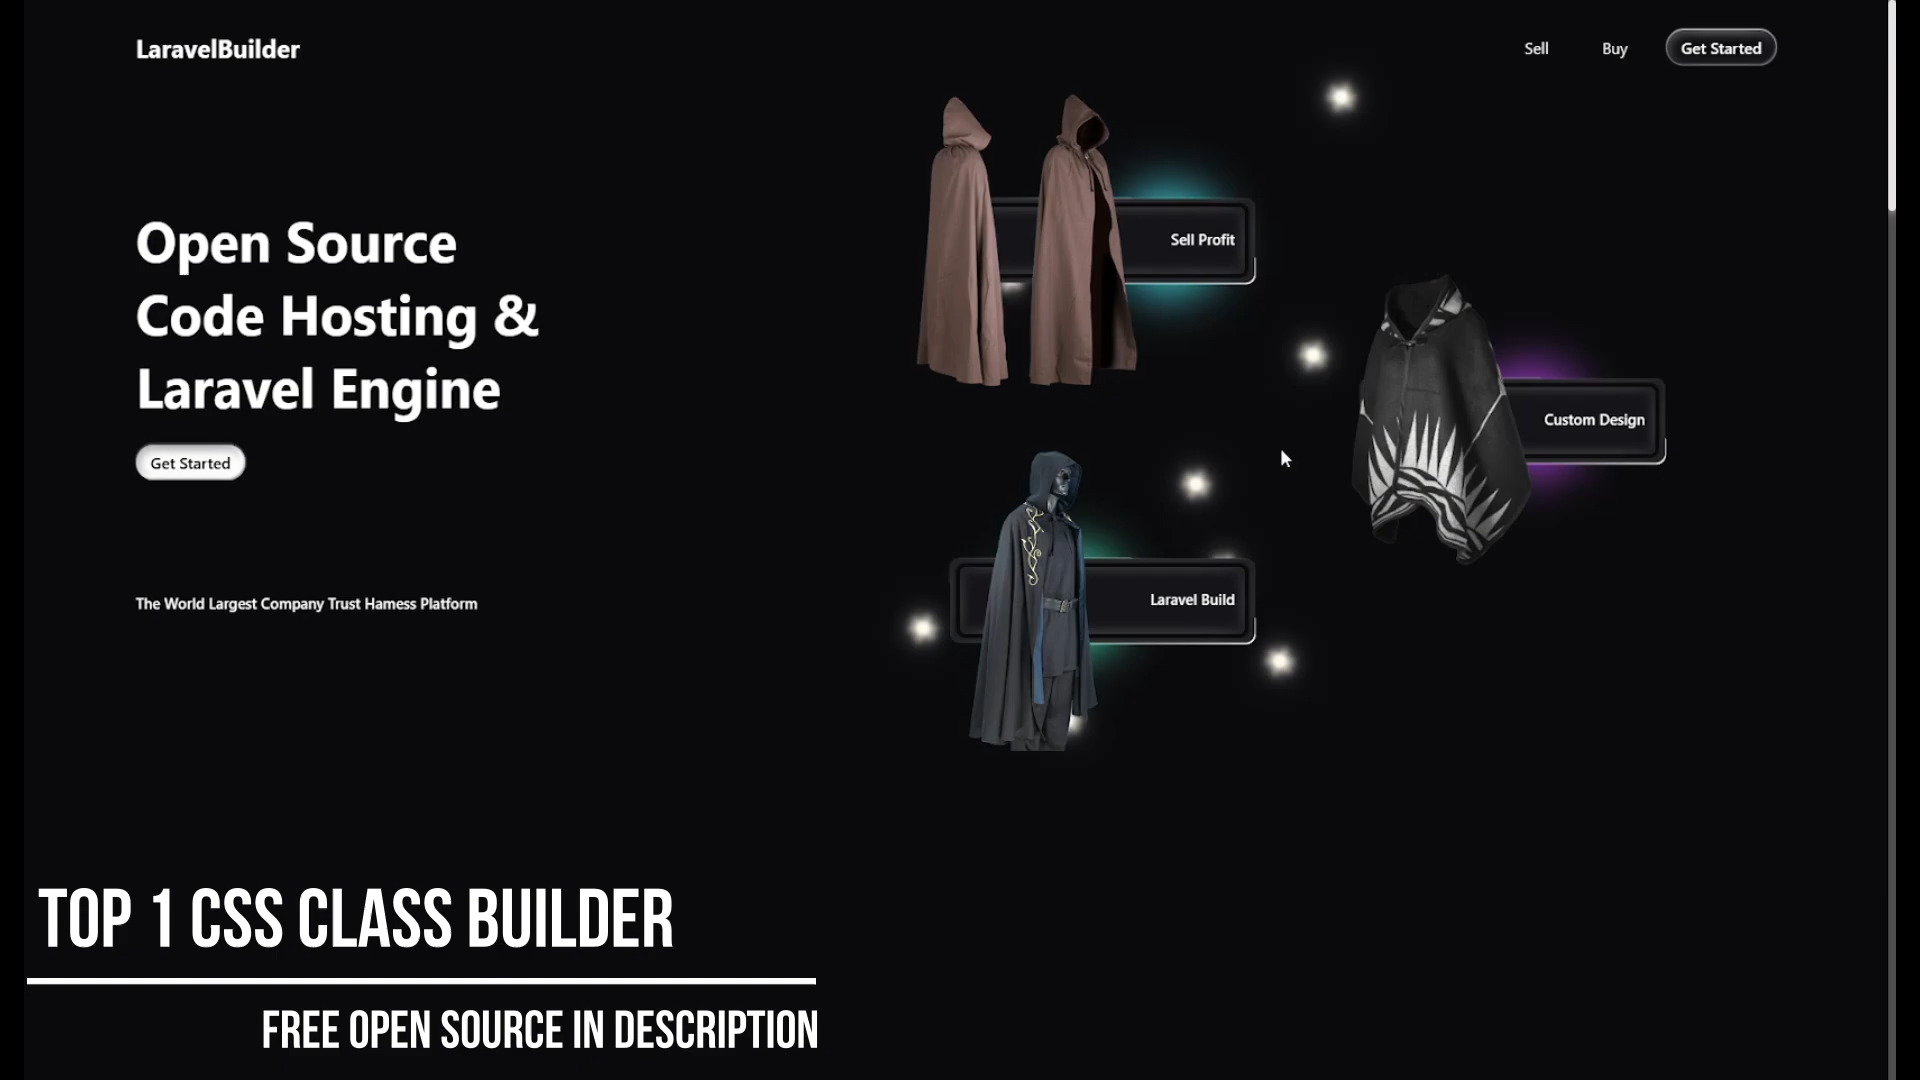 LaravelBuilder
Sell
Buy
Get Started
Open Source
Code Hosting &
Laravel Engine
Get Started
The World Largest Company Trust Hamess Platform
Sell Profit
Custom Design
Laravel Build
TOP 1 CSS CLASS BUILDER
FREE OPEN SOURCE IN DESCRIPTION